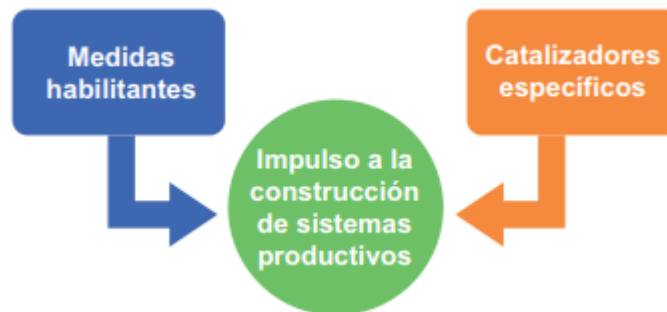 Medidas
habilitantes
Catalizadores
específicos
Impulso a la
construcción
de sistemas
productivos